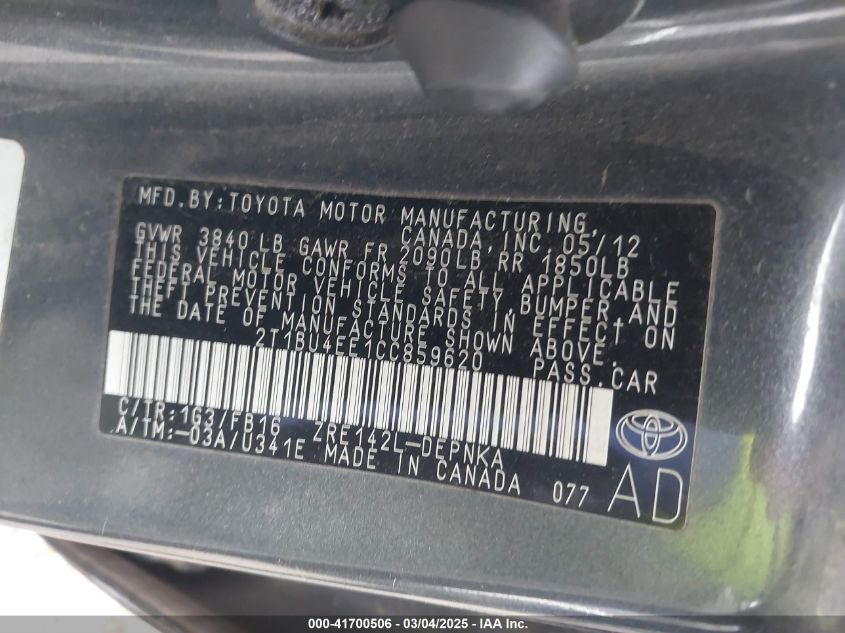 MFD. BY: TOYOTA MOTOR MANUFACTURING,
CANADA, INC. 05/12
GVWR 3840 LB GAWR FR 2090LB RR 1850LB
THIS VEHICLE CONFORMS TO ALL APPLICABLE
FEDERAL MOTOR VEHICLE SAFETY, BUMPER, AND
THEFT PREVENTION STANDARDS IN EFFECT ON
THE DATE OF MANUFACTURE SHOWN ABOVE.
2T1BU4EE1CC859620 PASS.CAR
C/TR:1G3/FB16 ZRE142L-DEPNKA
A/TM:-03A/U341E MADE IN CANADA 077 AD
000-41700506 - 03/04/2025 - IAA Inc.